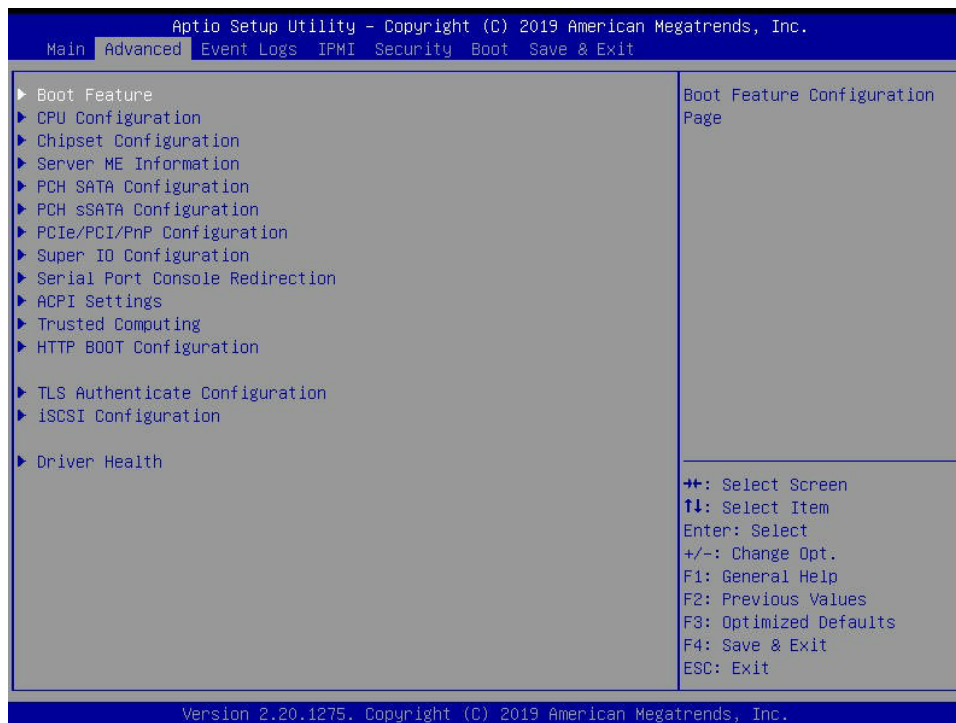 Aptio Setup Utility – Copyright (C) 2019 American Megatrends, Inc.
Main Advanced Event Logs IPMI Security Boot Save & Exit
▶ Boot Feature
▶ CPU Configuration
▶ Chipset Configuration
▶ Server ME Information
▶ PCH SATA Configuration
▶ PCH sSATA Configuration
▶ PCIe/PCI/PnP Configuration
▶ Super IO Configuration
▶ Serial Port Console Redirection
▶ ACPI Settings
▶ Trusted Computing
▶ HTTP BOOT Configuration
▶ TLS Authenticate Configuration
▶ iSCSI Configuration
▶ Driver Health
Boot Feature Configuration
Page
→←: Select Screen
↑↓: Select Item
Enter: Select
+/-: Change Opt.
F1: General Help
F2: Previous Values
F3: Optimized Defaults
F4: Save & Exit
ESC: Exit
Version 2.20.1275. Copyright (C) 2019 American Megatrends, Inc.